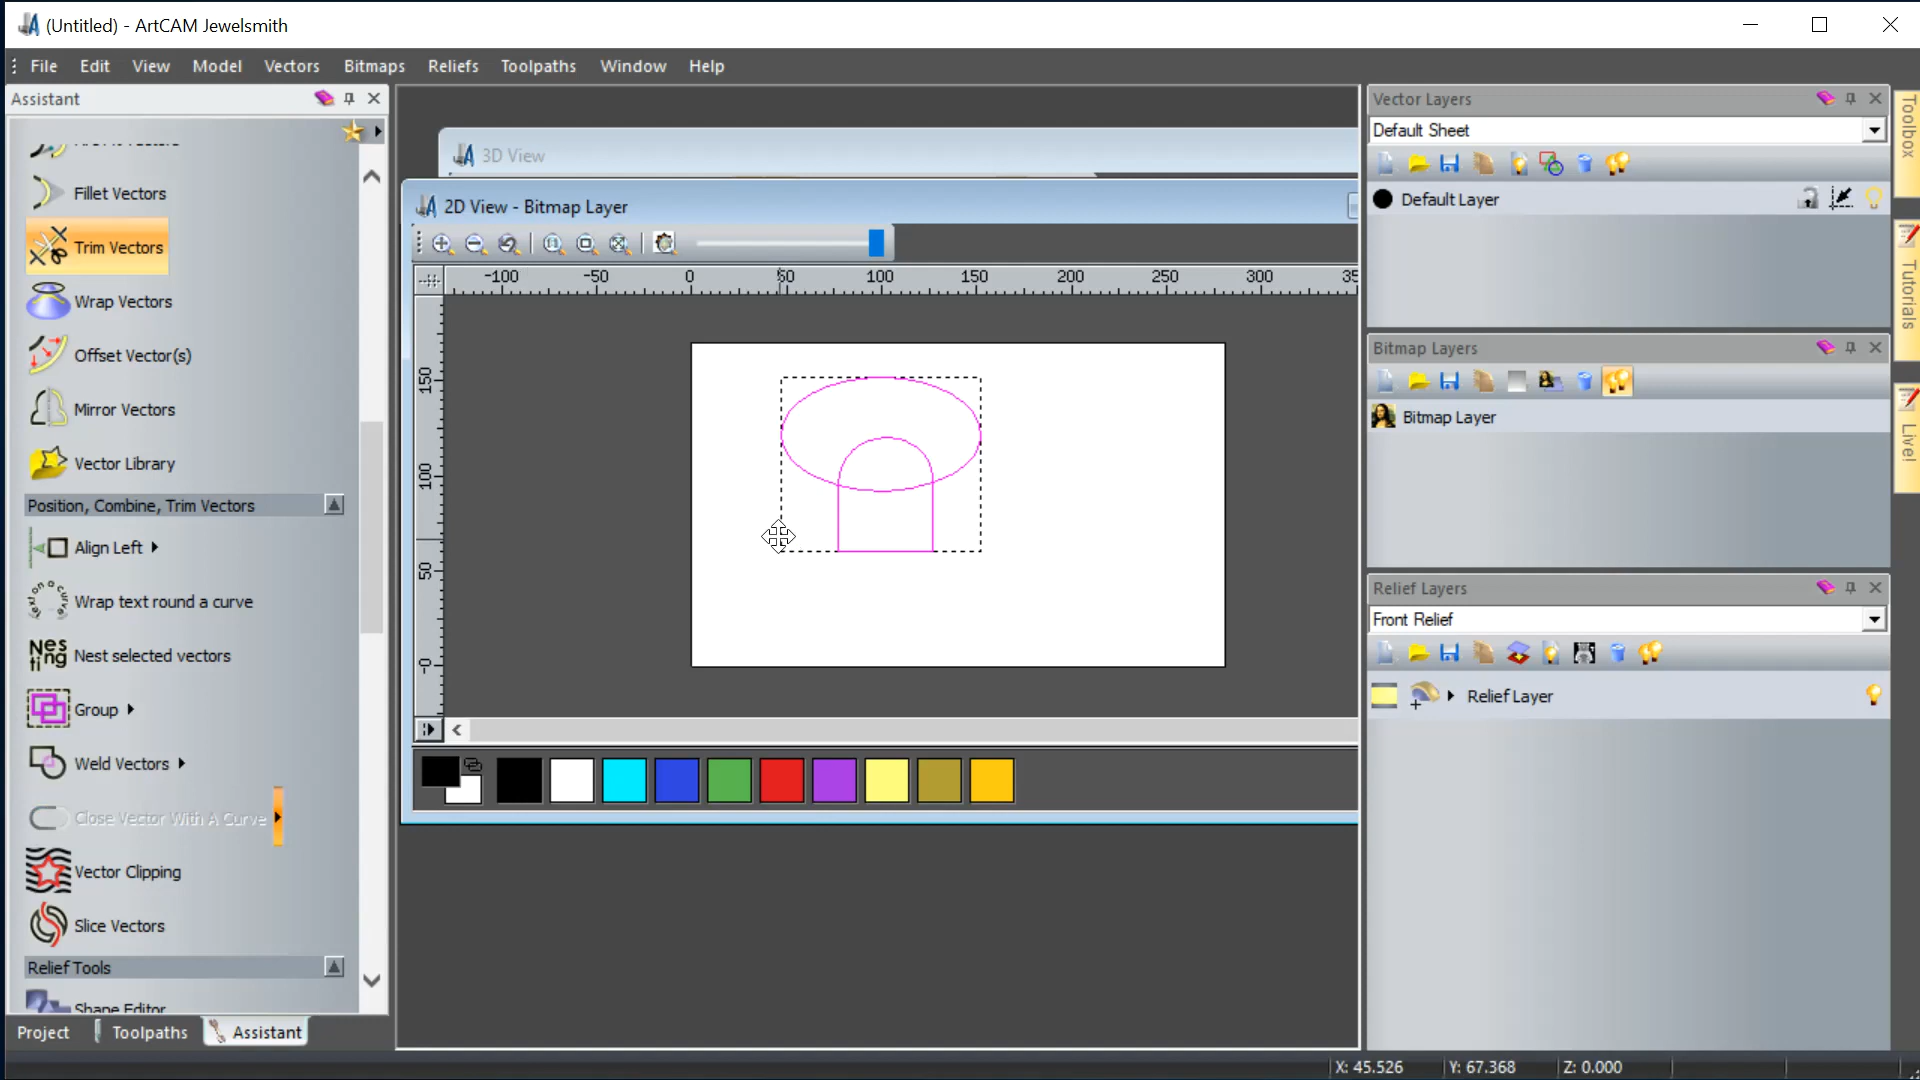 (Untitled) - ArtCAM Jewelsmith
File Edit View Model Vectors Bitmaps Reliefs Toolpaths Window Help
Assistant
Fillet Vectors
Trim Vectors
Wrap Vectors
Offset Vector(s)
Mirror Vectors
Vector Library
Position, Combine, Trim Vectors
Align Left
Wrap text round a curve
Nest selected vectors
Group
Weld Vectors
Close Vector With A Curve
Vector Clipping
Slice Vectors
Relief Tools
Shape Editor
Project Toolpaths Assistant
3D View
2D View - Bitmap Layer
-100 -50 0 50 100 150 200 250 300 35
150
100
50
-0
Vector Layers
Default Sheet
Default Layer
Bitmap Layers
Bitmap Layer
Relief Layers
Front Relief
Relief Layer
Toolbox
Tutorials
Live!
X: 45.526 Y: 67.368 Z: 0.000